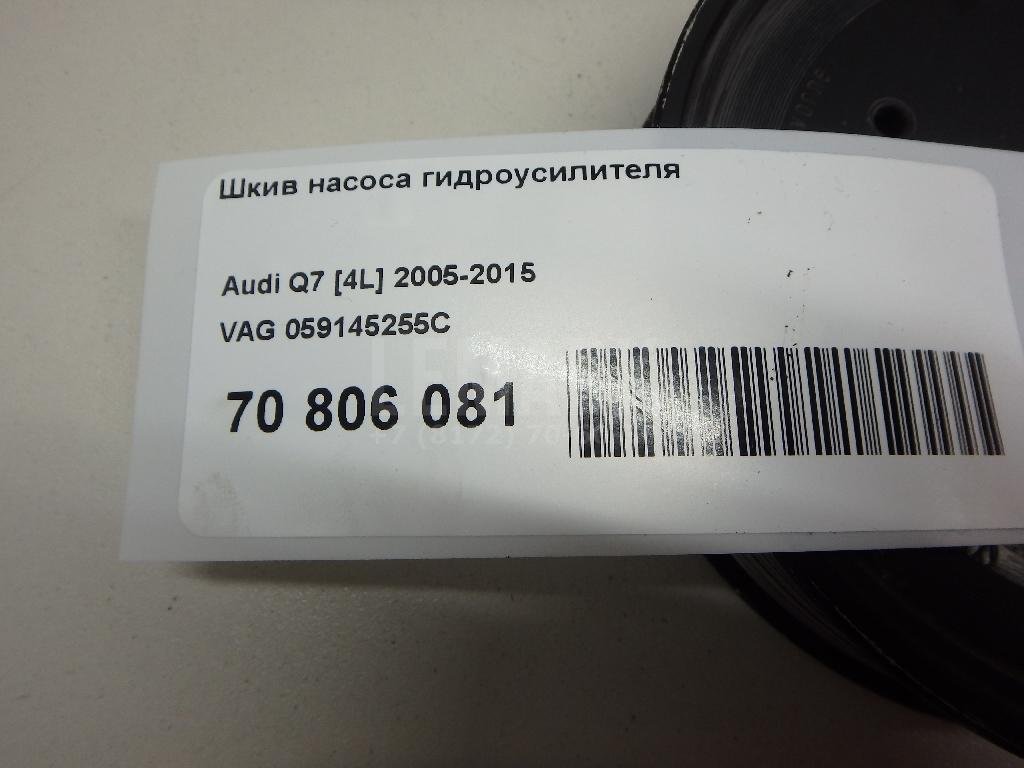 Шкив насоса гидроусилителя
Audi Q7 [4L] 2005-2015
VAG 059145255C
70 806 081